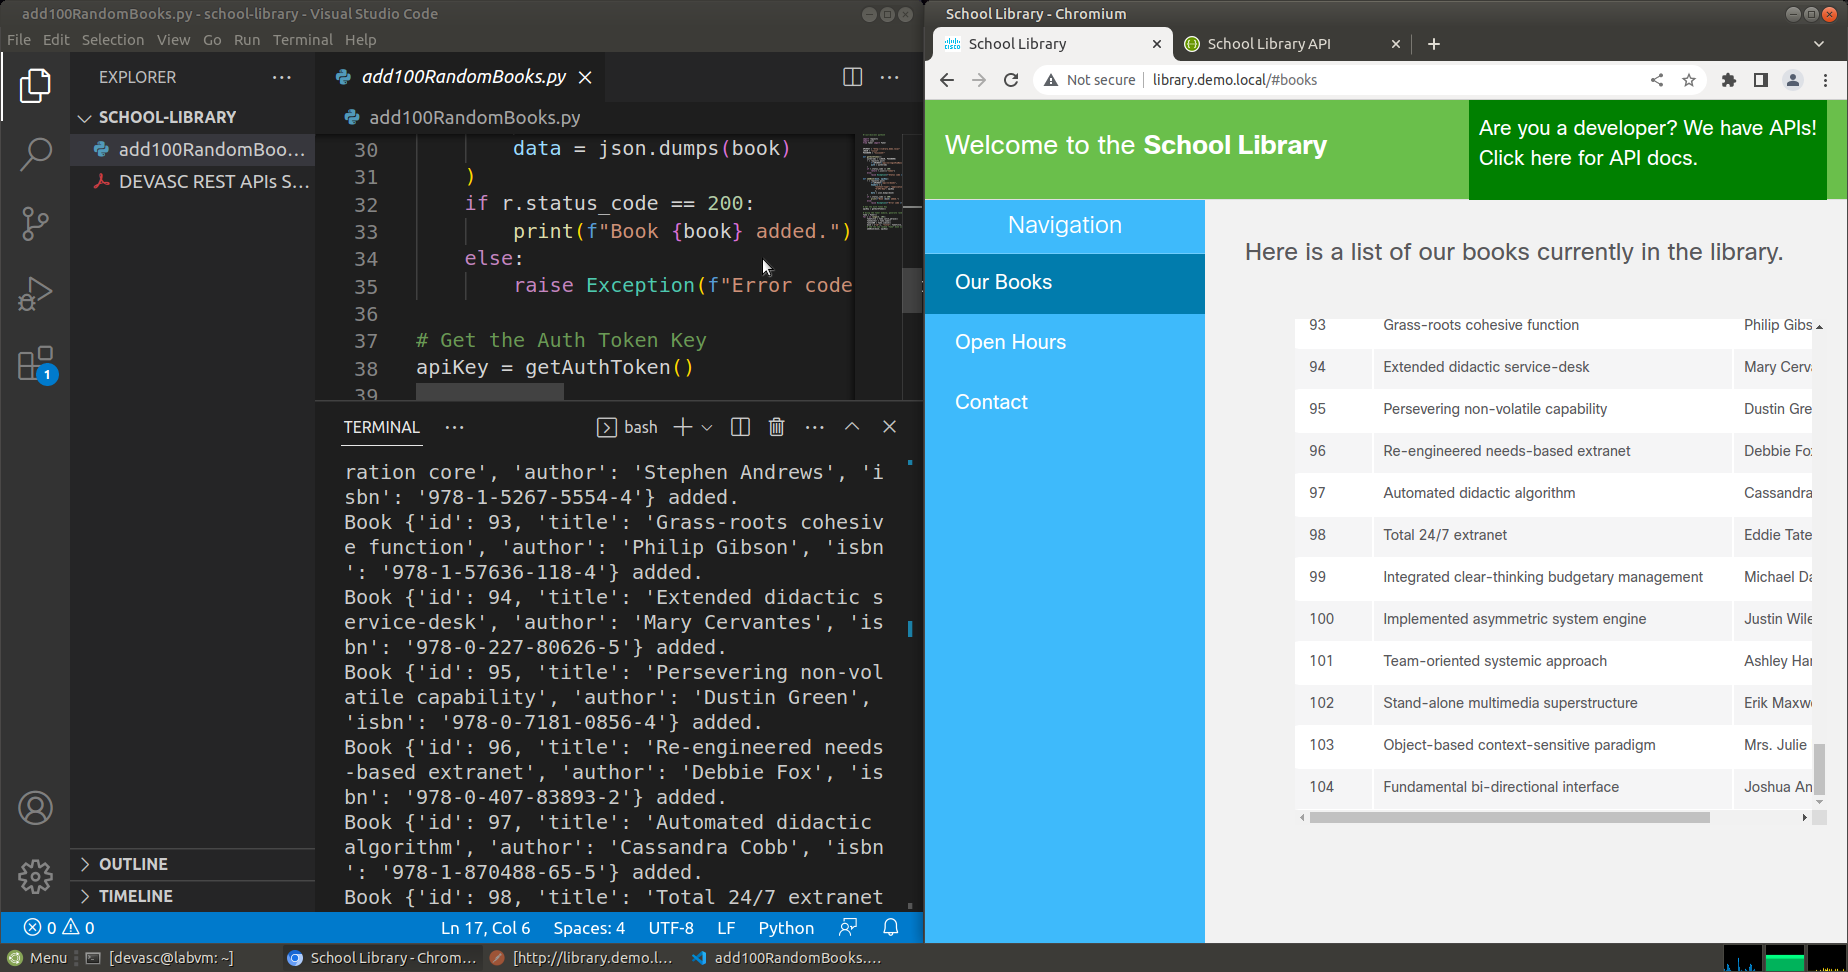 add100RandomBooks.py - school-library - Visual Studio Code
File Edit Selection View Go Run Terminal Help
EXPLORER
SCHOOL-LIBRARY
add100RandomBoo...
DEVASC REST APIs S...
OUTLINE
TIMELINE
1
add100RandomBooks.py
add100RandomBooks.py
30 data = json.dumps(book)
31 )
32 if r.status_code == 200:
33 print(f"Book {book} added.")
34 else:
35 raise Exception(f"Error code
36
37 # Get the Auth Token Key
38 apiKey = getAuthToken()
39
TERMINAL
bash
ration core', 'author': 'Stephen Andrews', 'i
sbn': '978-1-5267-5554-4'} added.
Book {'id': 93, 'title': 'Grass-roots cohesiv
e function', 'author': 'Philip Gibson', 'isbn
': '978-1-57636-118-4'} added.
Book {'id': 94, 'title': 'Extended didactic s
ervice-desk', 'author': 'Mary Cervantes', 'is
bn': '978-0-227-80626-5'} added.
Book {'id': 95, 'title': 'Persevering non-vol
atile capability', 'author': 'Dustin Green',
'isbn': '978-0-7181-0856-4'} added.
Book {'id': 96, 'title': 'Re-engineered needs
-based extranet', 'author': 'Debbie Fox', 'is
bn': '978-0-407-83893-2'} added.
Book {'id': 97, 'title': 'Automated didactic
algorithm', 'author': 'Cassandra Cobb', 'isbn
': '978-1-870488-65-5'} added.
Book {'id': 98, 'title': 'Total 24/7 extranet
0 0 Ln 17, Col 6 Spaces: 4 UTF-8 LF Python
School Library - Chromium
School Library
School Library API
Not secure library.demo.local/#books
Welcome to the School Library
Are you a developer? We have APIs!
Click here for API docs.
Navigation
Our Books
Open Hours
Contact
Here is a list of our books currently in the library.
93 Grass-roots cohesive function Philip Gibs
94 Extended didactic service-desk Mary Cerv
95 Persevering non-volatile capability Dustin Gre
96 Re-engineered needs-based extranet Debbie Fo
97 Automated didactic algorithm Cassandra
98 Total 24/7 extranet Eddie Tate
99 Integrated clear-thinking budgetary management Michael Da
100 Implemented asymmetric system engine Justin Wile
101 Team-oriented systemic approach Ashley Har
102 Stand-alone multimedia superstructure Erik Maxw
103 Object-based context-sensitive paradigm Mrs. Julie
104 Fundamental bi-directional interface Joshua An
Menu [devasc@labvm: ~] School Library - Chrom... [http://library.demo.l... add100RandomBooks....